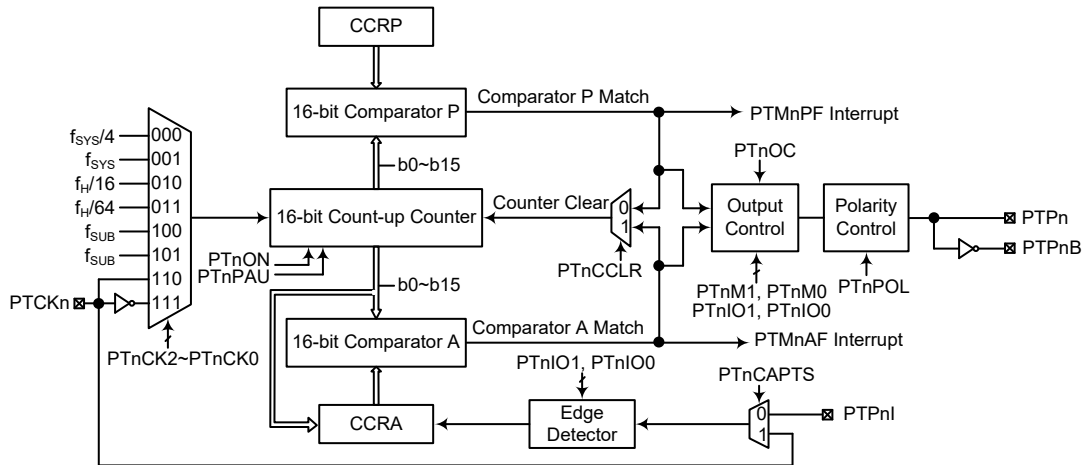 CCRP
16-bit Comparator P
Comparator P Match
PTMnPF Interrupt
b0~b15
fSYS/4
000
fSYS
001
fH/16
010
fH/64
011
fSUB
100
fSUB
101
110
111
PTCKn
PTnCK2~PTnCK0
16-bit Count-up Counter
Counter Clear
0
1
PTnCCLR
PTnON
PTnPAU
PTnOC
Output
Control
PTnM1, PTnM0
PTnIO1, PTnIO0
Polarity
Control
PTnPOL
PTPn
PTPnB
b0~b15
16-bit Comparator A
Comparator A Match
PTMnAF Interrupt
CCRA
PTnIO1, PTnIO0
Edge
Detector
PTnCAPTS
0
1
PTPnI